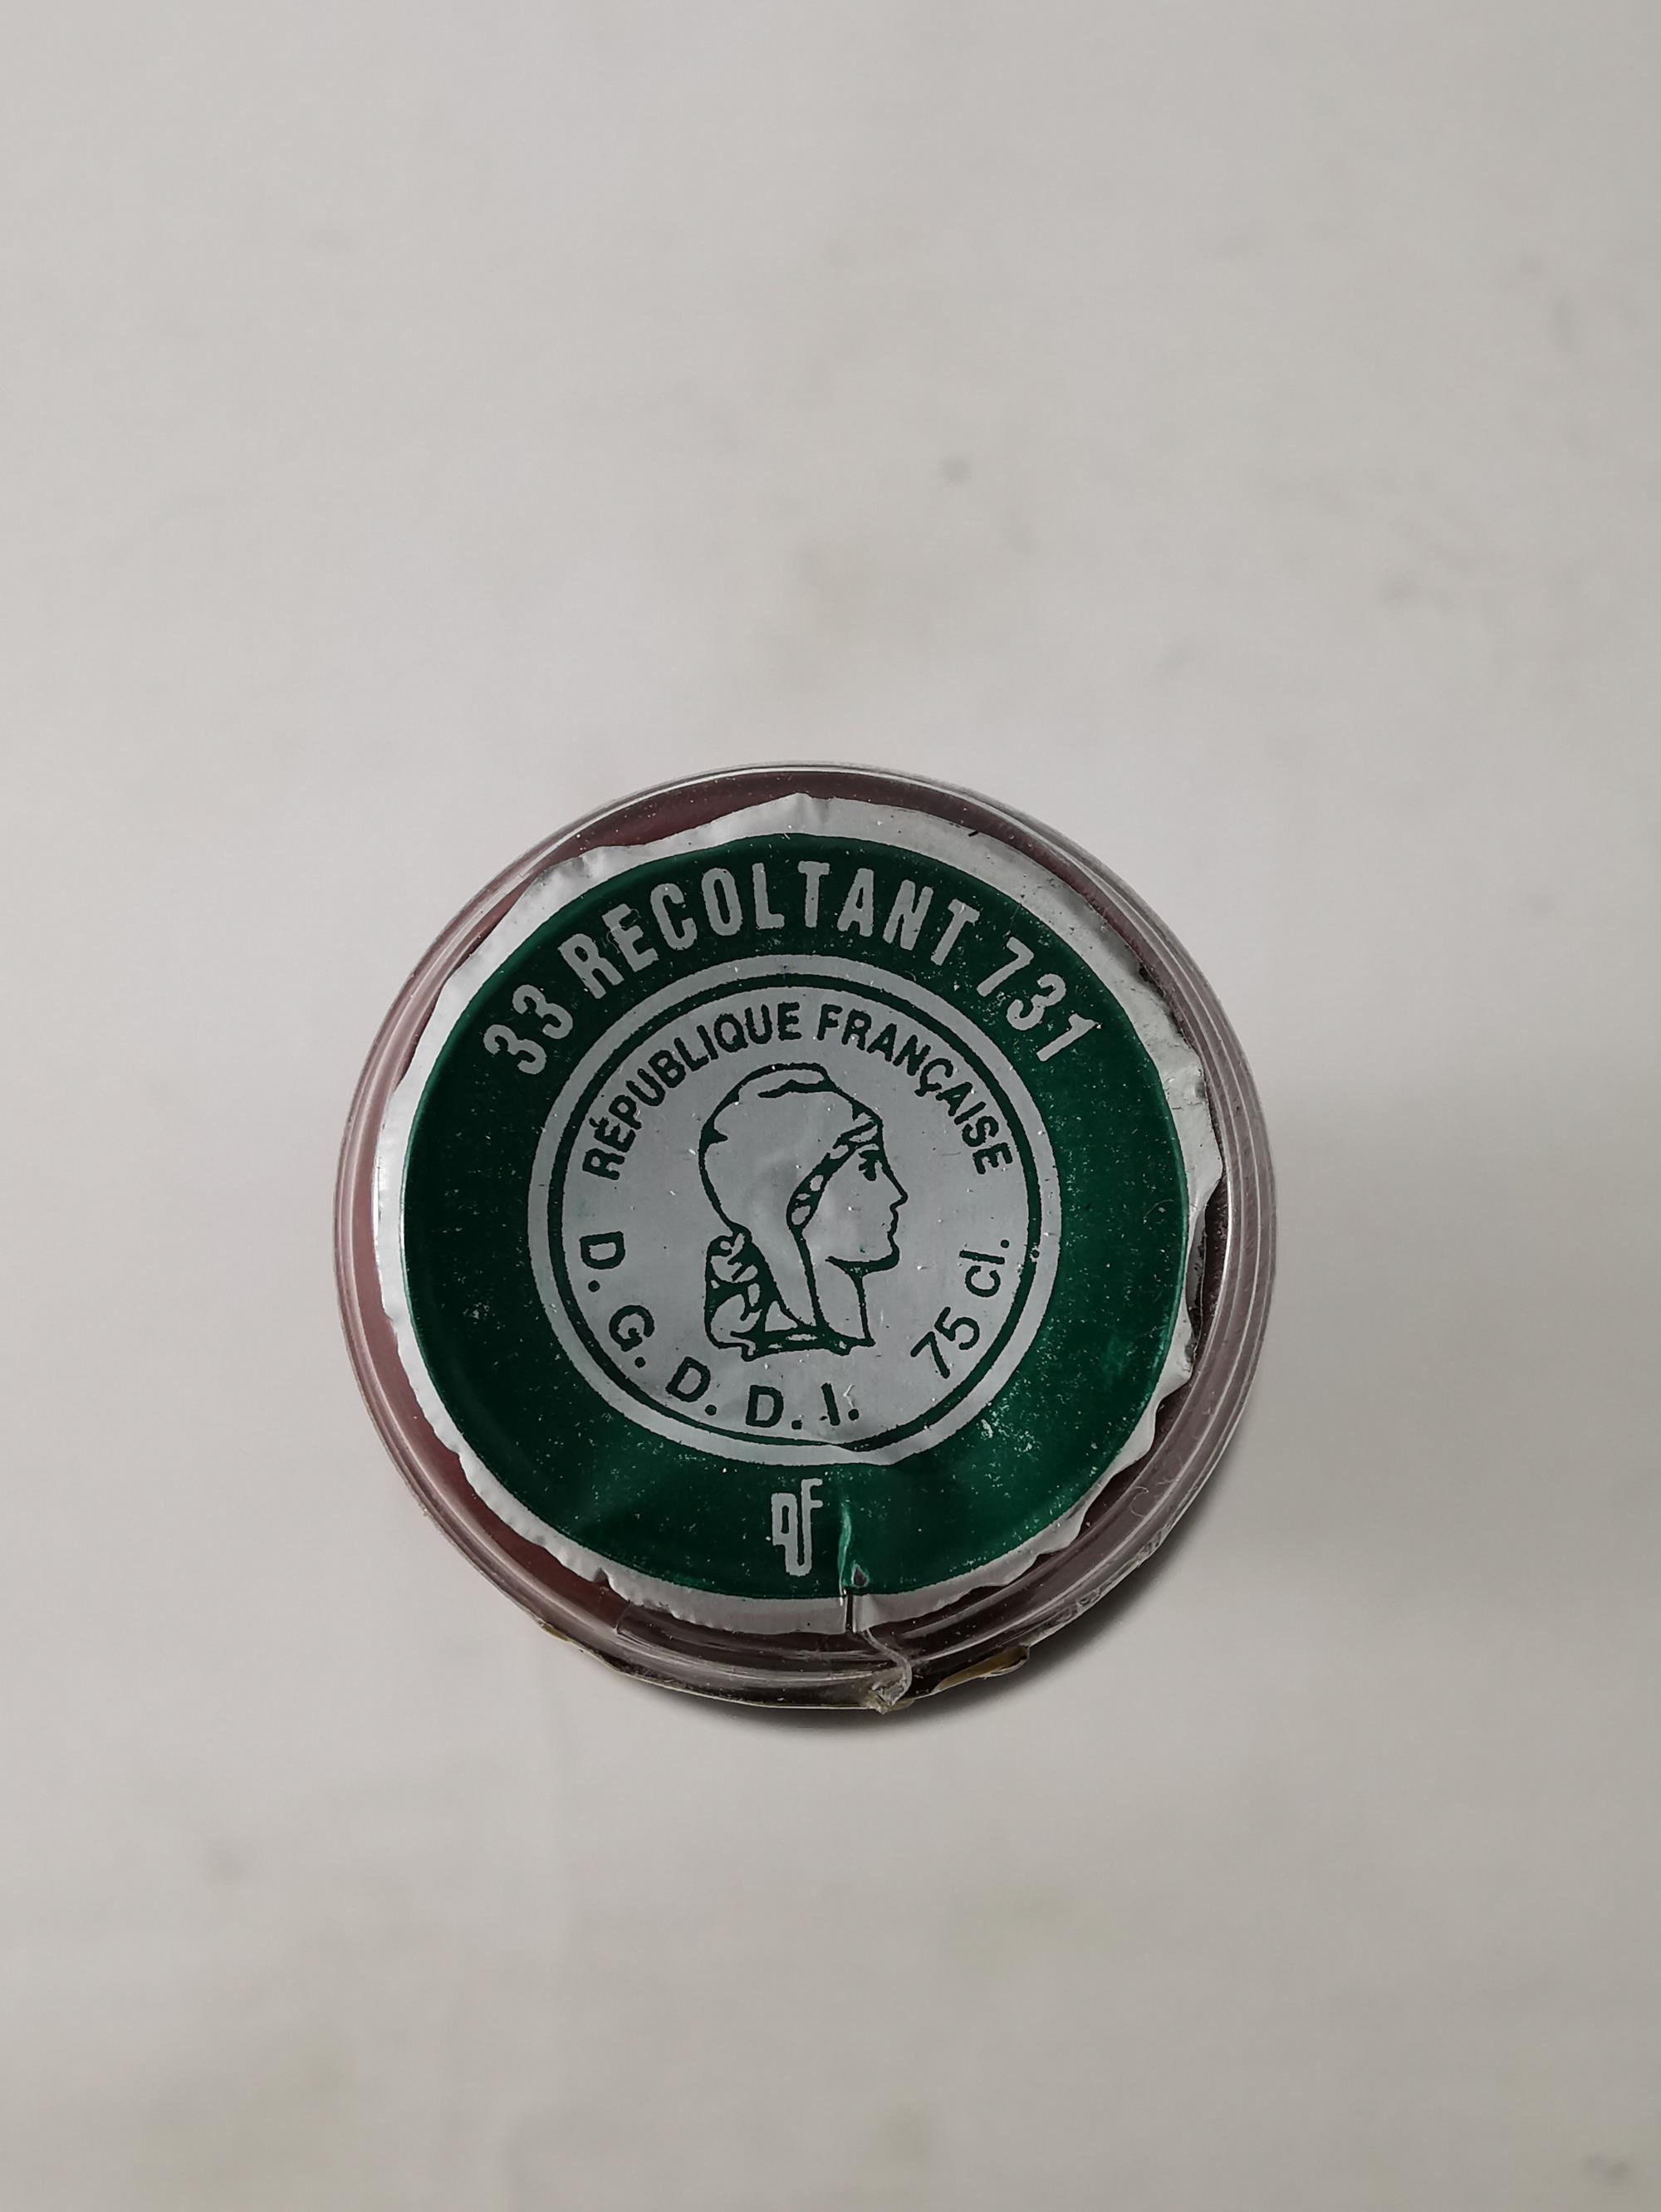 33 RECOLTANT 731
RÉPUBLIQUE FRANÇAISE
D.G.D.D.I. 75 cl.